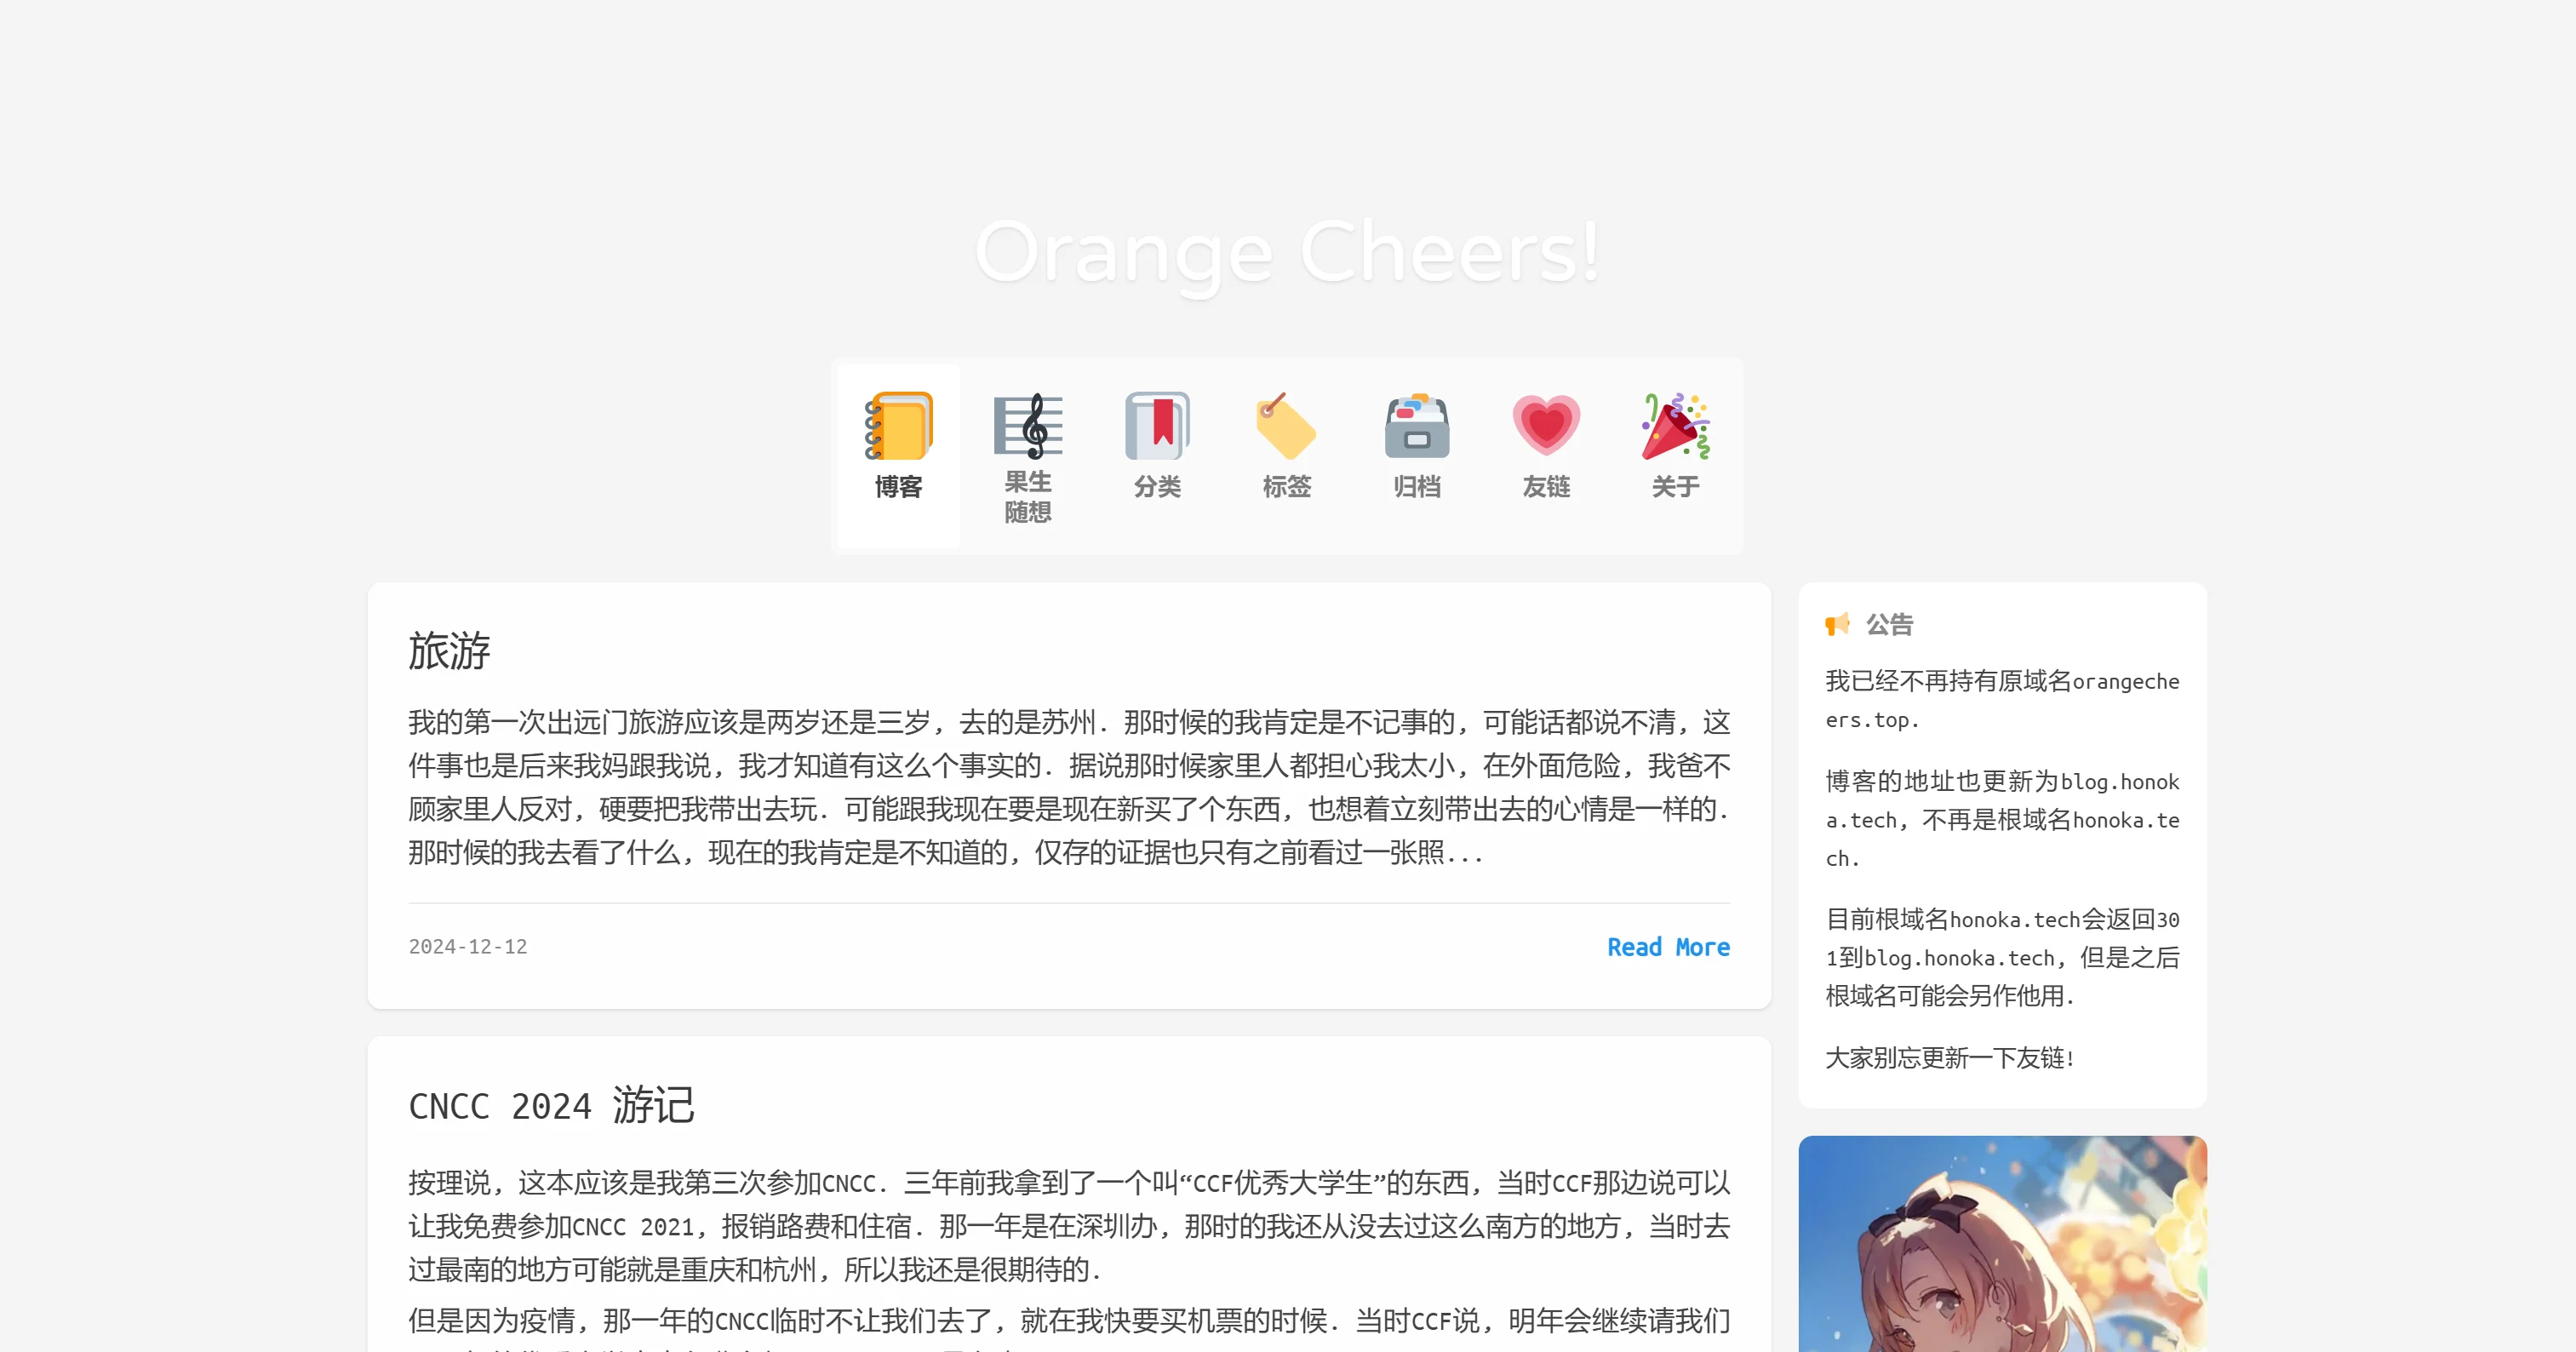 Orange Cheers!
博客
果生
随想
分类
标签
归档
友链
关于
旅游
我的第一次出远门旅游应该是两岁还是三岁, 去的是苏州. 那时候的我肯定是不记事的, 可能话都说不清, 这
件事也是后来我妈跟我说, 我才知道有这么个事实的. 据说那时候家里人都担心我太小, 在外面危险, 我爸不
顾家里人反对, 硬要把我带出去玩. 可能跟我现在要是现在新买了个东西, 也想着立刻带出去的心情是一样的.
那时候的我去看了什么, 现在的我肯定是不知道的, 仅存的证据也只有之前看过一张照...
2024-12-12
Read More
CNCC 2024 游记
按理说, 这本应该是我第三次参加CNCC. 三年前我拿到了一个叫“CCF优秀大学生”的东西, 当时CCF那边说可以
让我免费参加CNCC 2021, 报销路费和住宿. 那一年是在深圳办, 那时的我还从没去过这么南方的地方, 当时去
过最南的地方可能就是重庆和杭州, 所以我还是很期待的.
但是因为疫情, 那一年的CNCC临时不让我们去了, 就在我快要买机票的时候. 当时CCF说, 明年会继续请我们
公告
我已经不再持有原域名orangeche
ers.top.
博客的地址也更新为blog.honok
a.tech, 不再是根域名honoka.te
ch.
目前根域名honoka.tech会返回30
1到blog.honoka.tech, 但是之后
根域名可能会另作他用.
大家别忘更新一下友链!